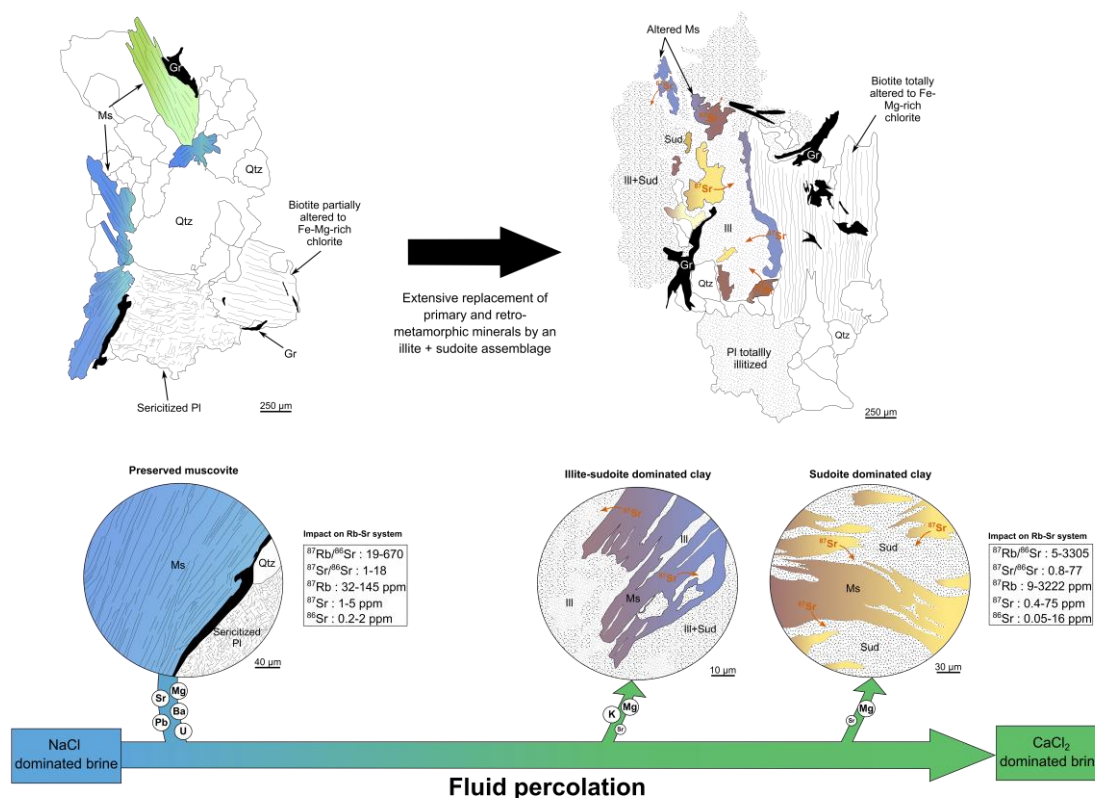 Gr
Ms
Qtz
Qtz
Biotite partially
altered to
Fe-Mg-rich
chlorite
Gr
Sericitized Pl
250 µm
Extensive replacement of
primary and retro-
metamorphic minerals by an
illite + sudoite assemblage
Altered Ms
Biotite totally
altered to Fe-
Mg-rich
chlorite
Sud
Gr
Ill+Sud
⁸⁷Sr
Ill
⁸⁷Sr
Gr
Qtz
Qtz
Pl totallly
illitized
250 µm
Preserved muscovite
Ms
Qtz
Sericitized
Pl
40 µm
Impact on Rb-Sr system
⁸⁷Rb/⁸⁶Sr : 19-670
⁸⁷Sr/⁸⁶Sr : 1-18
⁸⁷Rb : 32-145 ppm
⁸⁷Sr : 1-5 ppm
⁸⁶Sr : 0.2-2 ppm
Illite-sudoite dominated clay
⁸⁷Sr
Ill
⁸⁷Sr
Ill
Ms
Ill+Sud
10 µm
Sudoite dominated clay
⁸⁷Sr
⁸⁷Sr
Sud
Ms
⁸⁷Sr
Sud
30 µm
Impact on Rb-Sr system
⁸⁷Rb/⁸⁶Sr : 5-3305
⁸⁷Sr/⁸⁶Sr : 0.8-77
⁸⁷Rb : 9-3222 ppm
⁸⁷Sr : 0.4-75 ppm
⁸⁶Sr : 0.05-16 ppm
Sr
Mg
Ba
Pb
U
K
Mg
Sr
Sr
Mg
NaCl
dominated brine
CaCl₂
dominated brin
Fluid percolation